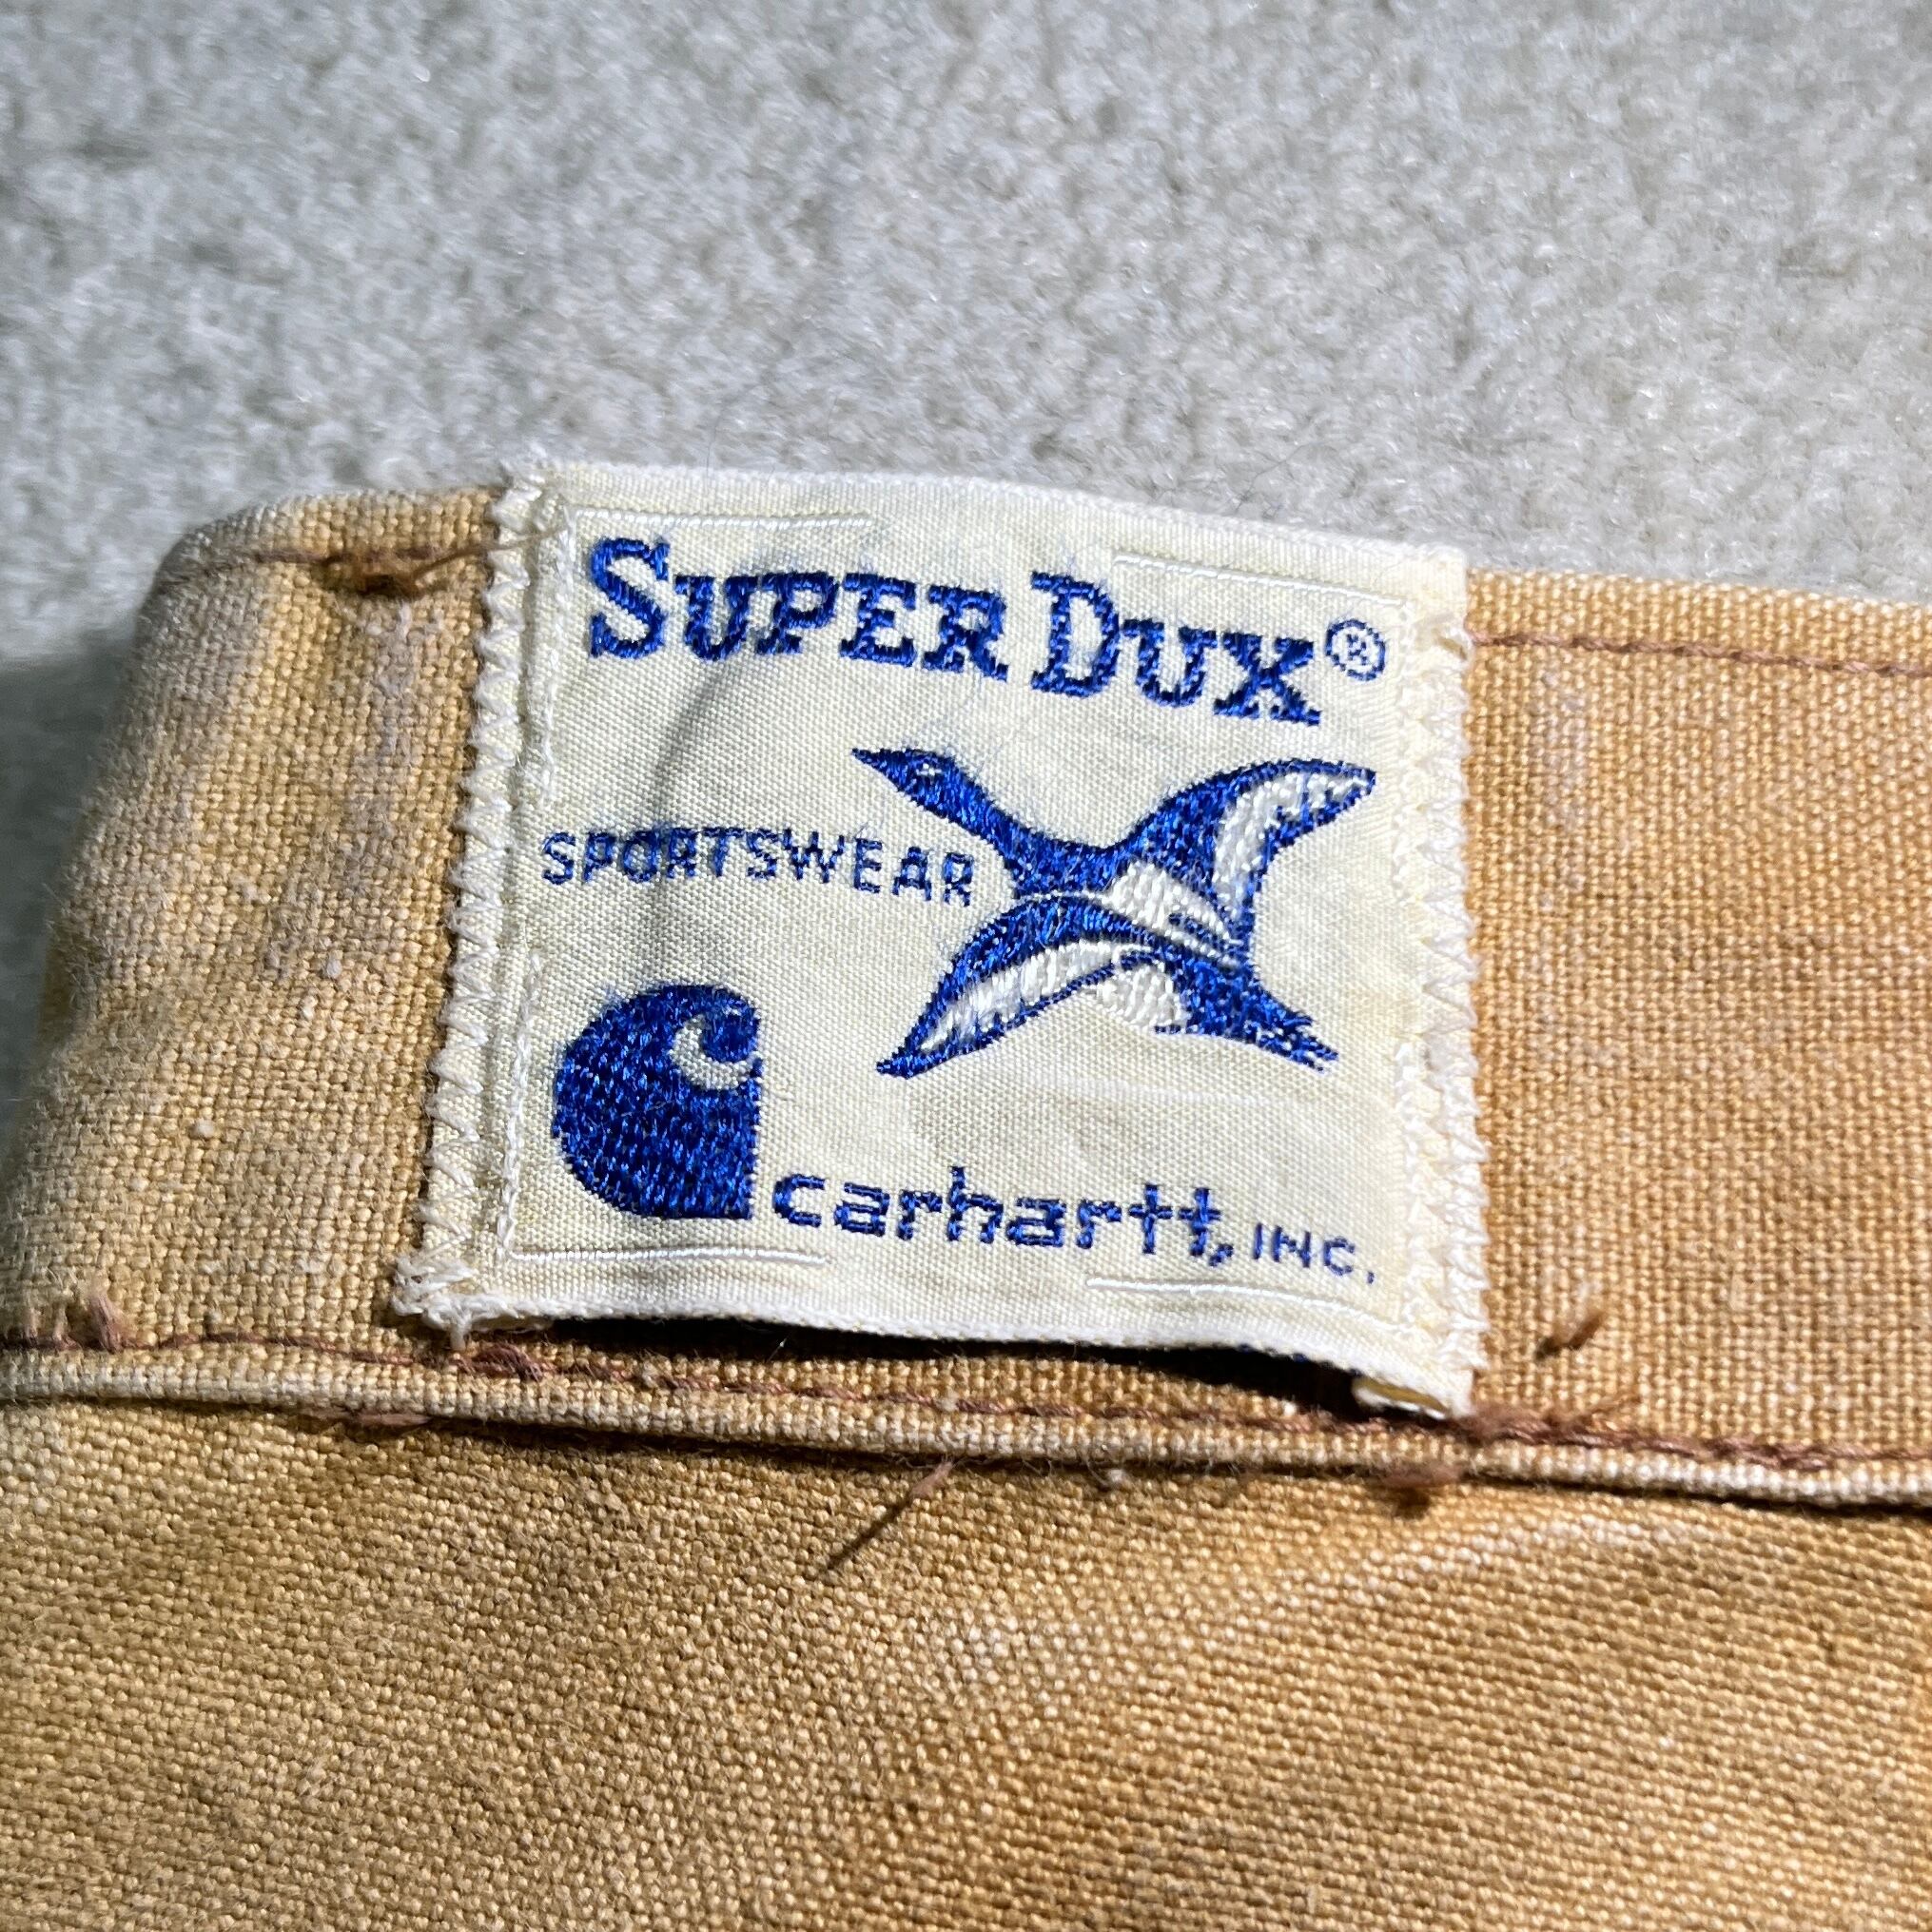 SUPER DUX®
SPORTSWEAR
carhartt, INC.